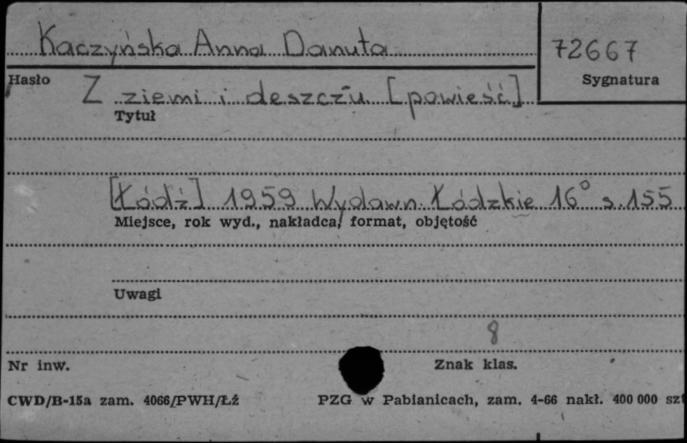 Kaczyńska Anna Danuta
72667
Hasło
Sygnatura
Z ziemi i deszczu [powieść]
Tytuł
[Łódź] 1959 Wydawn. Łódzkie 16° s. 155
Miejsce, rok wyd., nakładca, format, objętość
Uwagi
8
Nr inw.
Znak klas.
CWD/B-15a zam. 4066/PWH/Łż
PZG w Pabianicach, zam. 4-66 nakł. 400 000 szt